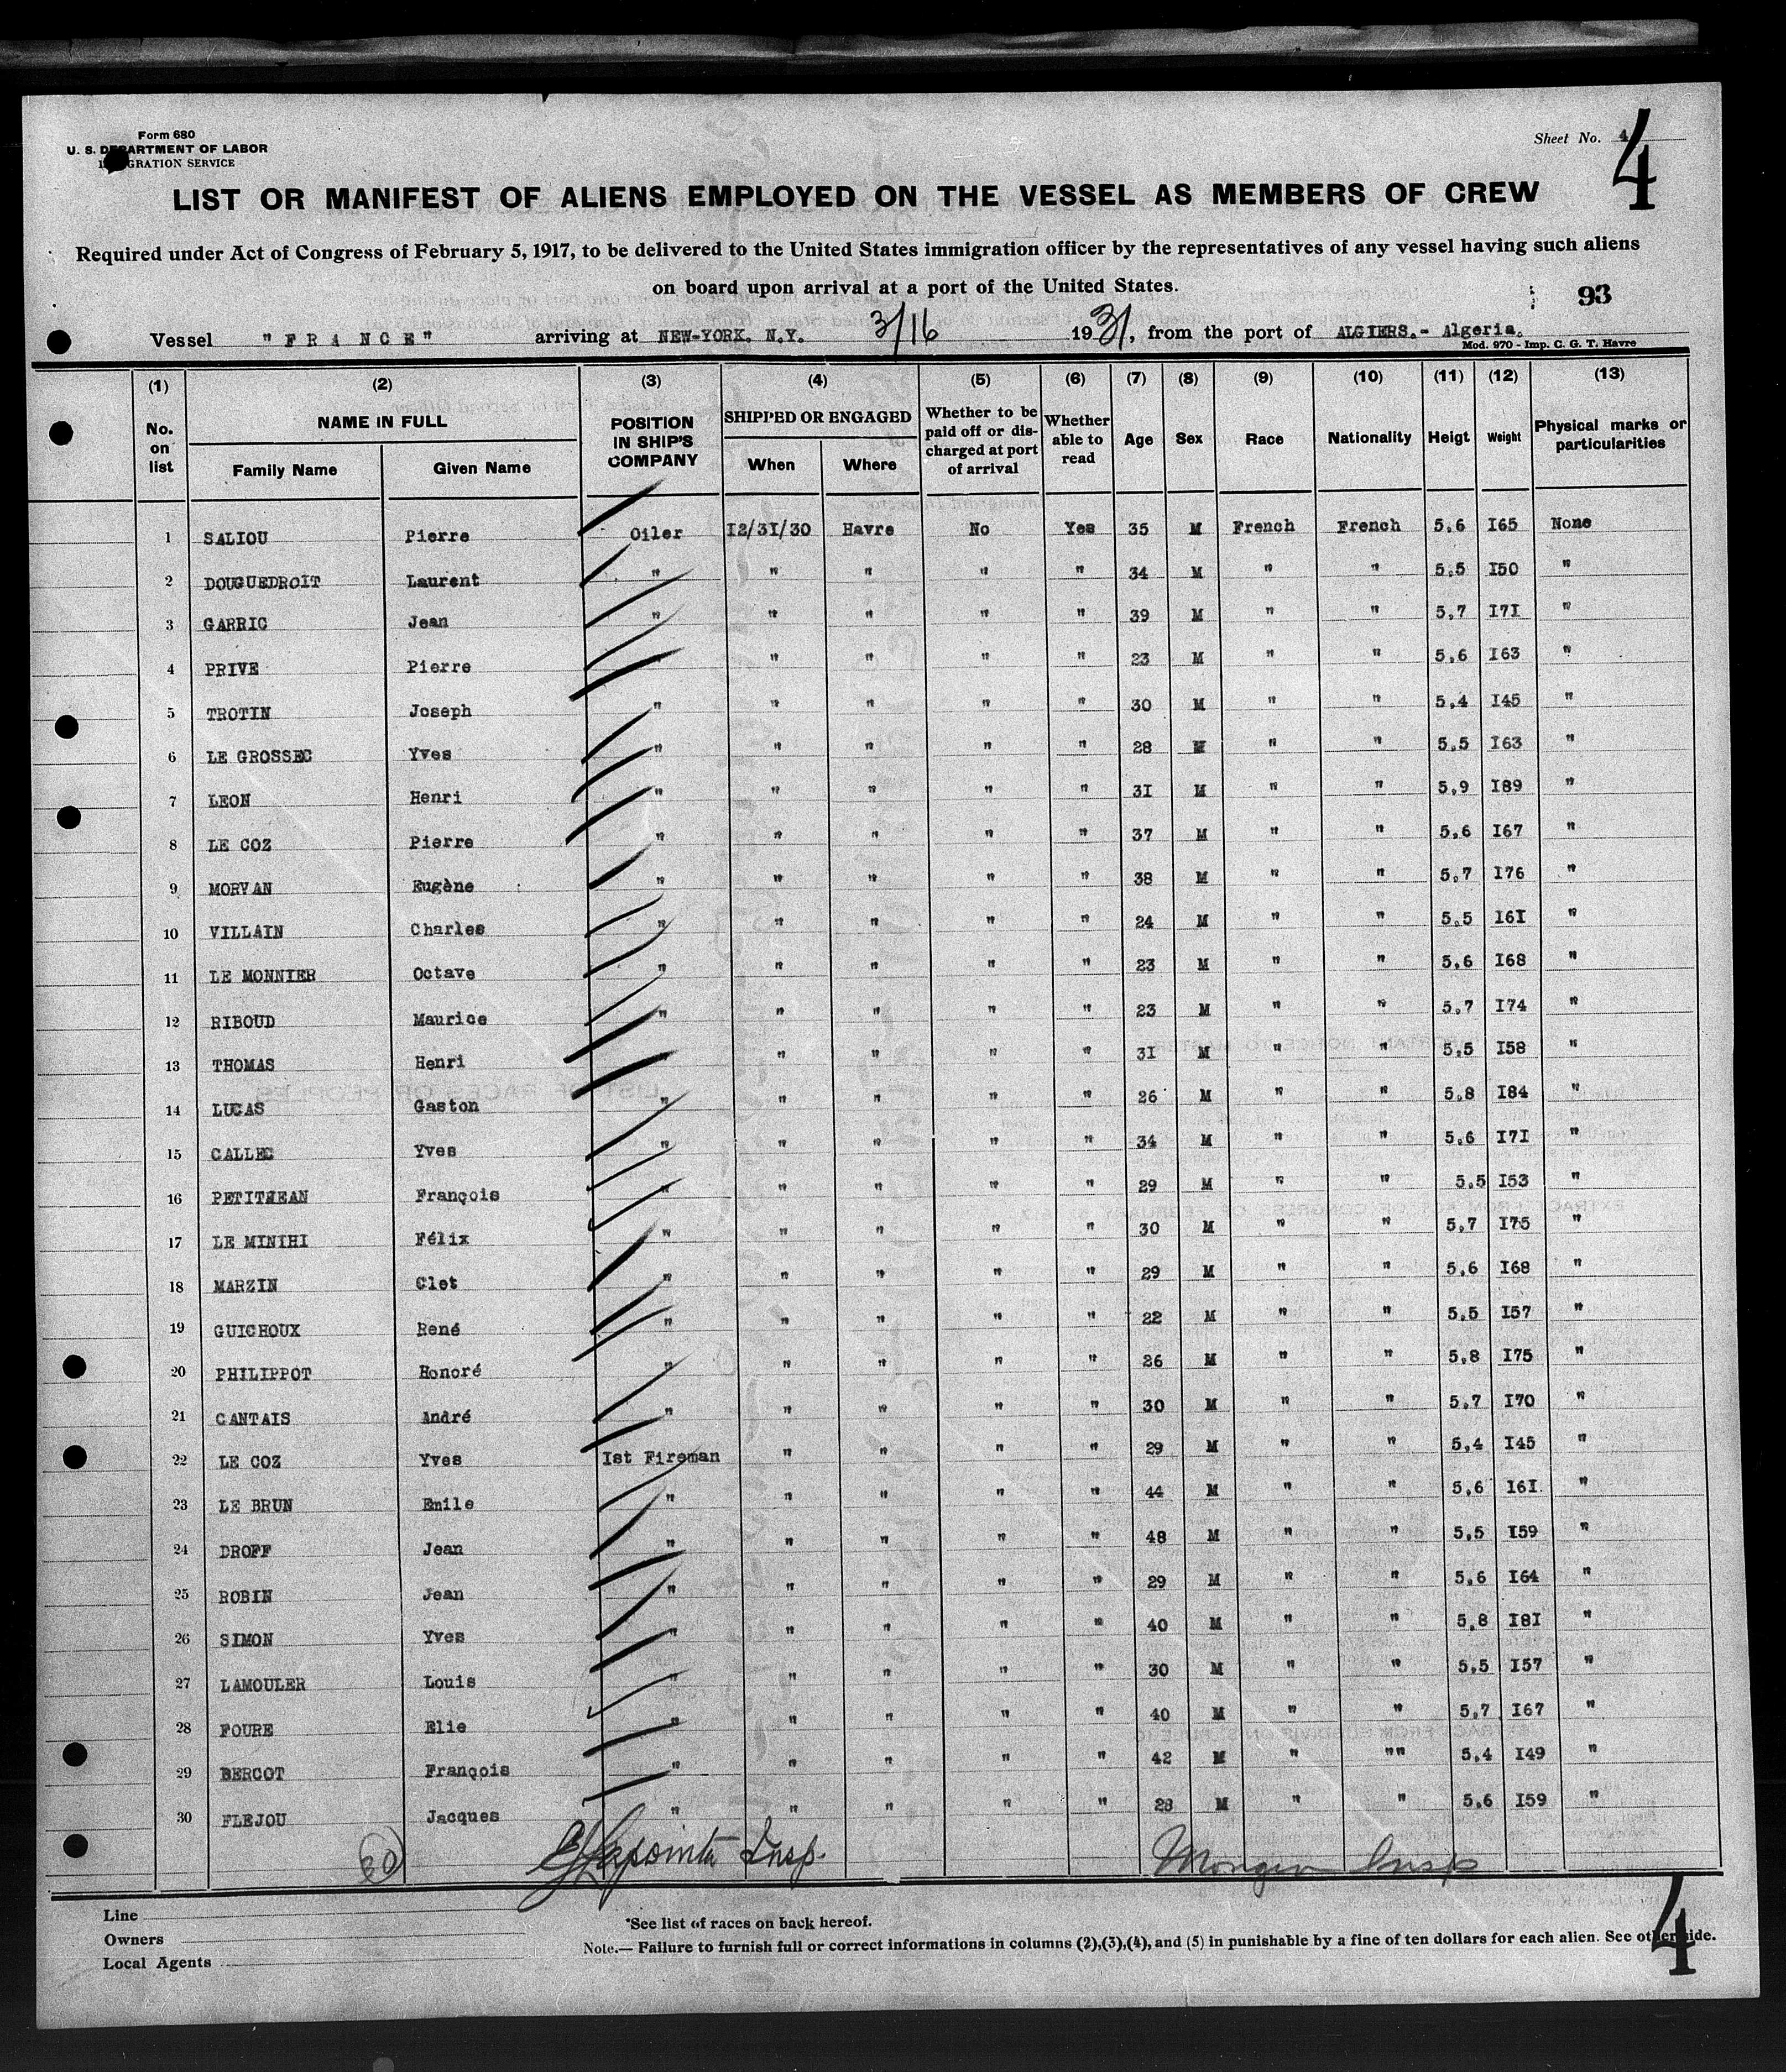 Form 680
U. S. DEPARTMENT OF LABOR
IMMIGRATION SERVICE
Sheet No. 4
4
LIST OR MANIFEST OF ALIENS EMPLOYED ON THE VESSEL AS MEMBERS OF CREW
Required under Act of Congress of February 5, 1917, to be delivered to the United States immigration officer by the representatives of any vessel having such aliens
on board upon arrival at a port of the United States.
93
Vessel "FRANCE" arriving at NEW-YORK. N.Y. 3/16 1931, from the port of ALGIERS.- Algeria.
Mod. 970 - Imp. C. G. T. Havre
(1) (2) (3) (4) (5) (6) (7) (8) (9) (10) (11) (12) (13)
No. on list NAME IN FULL Family Name Given Name POSITION IN SHIP'S COMPANY SHIPPED OR ENGAGED When Where Whether to be paid off or discharged at port of arrival Whether able to read Age Sex Race Nationality Heigt Weight Physical marks or particularities
1 SALIOU Pierre Oiler 12/31/30 Havre No Yes 35 M French French 5.6 165 None
2 DOUGUEDROIT Laurent " " " " " 34 M " " 5.5 150 "
3 GARRIC Jean " " " " " 39 M " " 5.7 171 "
4 PRIVE Pierre " " " " " 23 M " " 5.6 163 "
5 TROTIN Joseph " " " " " 30 M " " 5.4 145 "
6 LE GROSSEC Yves " " " " " 28 M " " 5.5 163 "
7 LEON Henri " " " " " 31 M " " 5.9 189 "
8 LE COZ Pierre " " " " " 37 M " " 5.6 167 "
9 MORVAN Eugène " " " " " 38 M " " 5.7 176 "
10 VILLAIN Charles " " " " " 24 M " " 5.5 161 "
11 LE MONNIER Octave " " " " " 23 M " " 5.6 168 "
12 RIBOUD Maurice " " " " " 23 M " " 5.7 174 "
13 THOMAS Henri " " " " " 31 M " " 5.5 158 "
14 LUCAS Gaston " " " " " 26 M " " 5.8 184 "
15 CALLEC Yves " " " " " 34 M " " 5.6 171 "
16 PETITJEAN François " " " " " 29 M " " 5.5 153 "
17 LE MINIHI Félix " " " " " 30 M " " 5.7 175 "
18 MARZIN Clet " " " " " 29 M " " 5.6 168 "
19 GUICHOUX René " " " " " 22 M " " 5.5 157 "
20 PHILIPPOT Honoré " " " " " 26 M " " 5.8 175 "
21 CANTAIS André " " " " " 30 M " " 5.7 170 "
22 LE COZ Yves 1st Fireman " " " " 29 M " " 5.4 145 "
23 LE BRUN Emile " " " " " 44 M " " 5.6 161. "
24 DROFF Jean " " " " " 48 M " " 5.5 159 "
25 ROBIN Jean " " " " " 29 M " " 5.6 164 "
26 SIMON Yves " " " " " 40 M " " 5.8 181 "
27 LAMOULER Louis " " " " " 30 M " " 5.5 157 "
28 FOURE Elie " " " " " 40 M " " 5.7 167 "
29 BERGOT François " " " " " 42 M " "" 5.4 149 "
30 FLEJOU Jacques " " " " " 28 M " " 5.6 159 "
30 Lapointe Insp. Insp
Line
Owners
Local Agents
*See list of races on back hereof.
Note.— Failure to furnish full or correct informations in columns (2),(3),(4), and (5) in punishable by a fine of ten dollars for each alien. See other side.
4